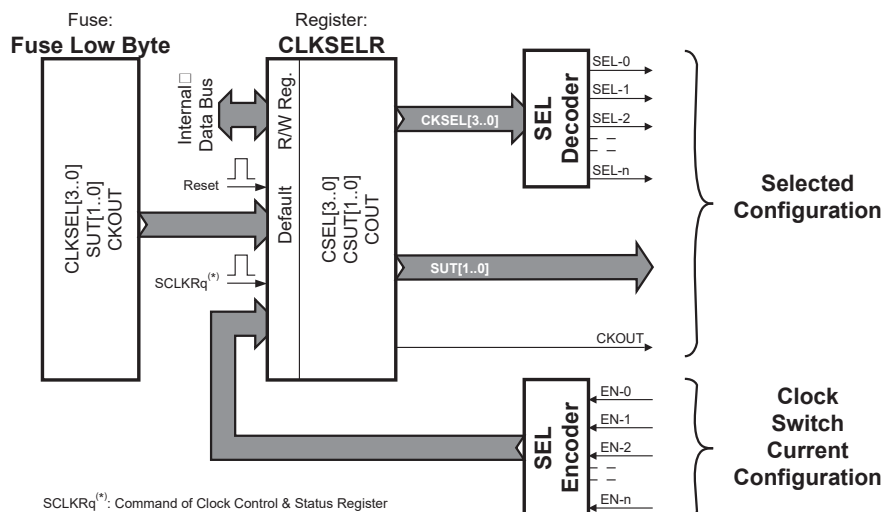 Fuse:
Fuse Low Byte
Register:
CLKSELR
CLKSEL[3..0]
SUT[1..0]
CKOUT
Internal□
Data Bus
Reset
SCLKRq(*)
R/W Reg.
Default
CSEL[3..0]
CSUT[1..0]
COUT
CKSEL[3..0]
SUT[1..0]
CKOUT
SEL
Decoder
SEL-0
SEL-1
SEL-2
SEL-n
Selected
Configuration
SEL
Encoder
EN-0
EN-1
EN-2
EN-n
Clock
Switch
Current
Configuration
SCLKRq(*): Command of Clock Control & Status Register